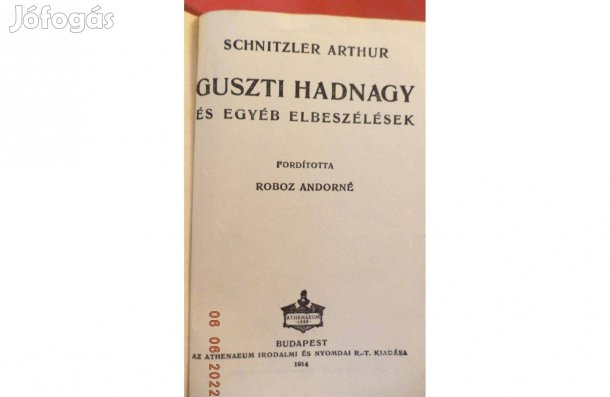 Jófogás
SCHNITZLER ARTHUR
GUSZTI HADNAGY
ÉS EGYÉB ELBESZÉLÉSEK
FORDÍTOTTA
ROBOZ ANDORNÉ
ATHENAEUM
BUDAPEST
AZ ATHENAEUM IRODALMI ÉS NYOMDAI R.-T. KIADÁSA
1914
06 06 2022